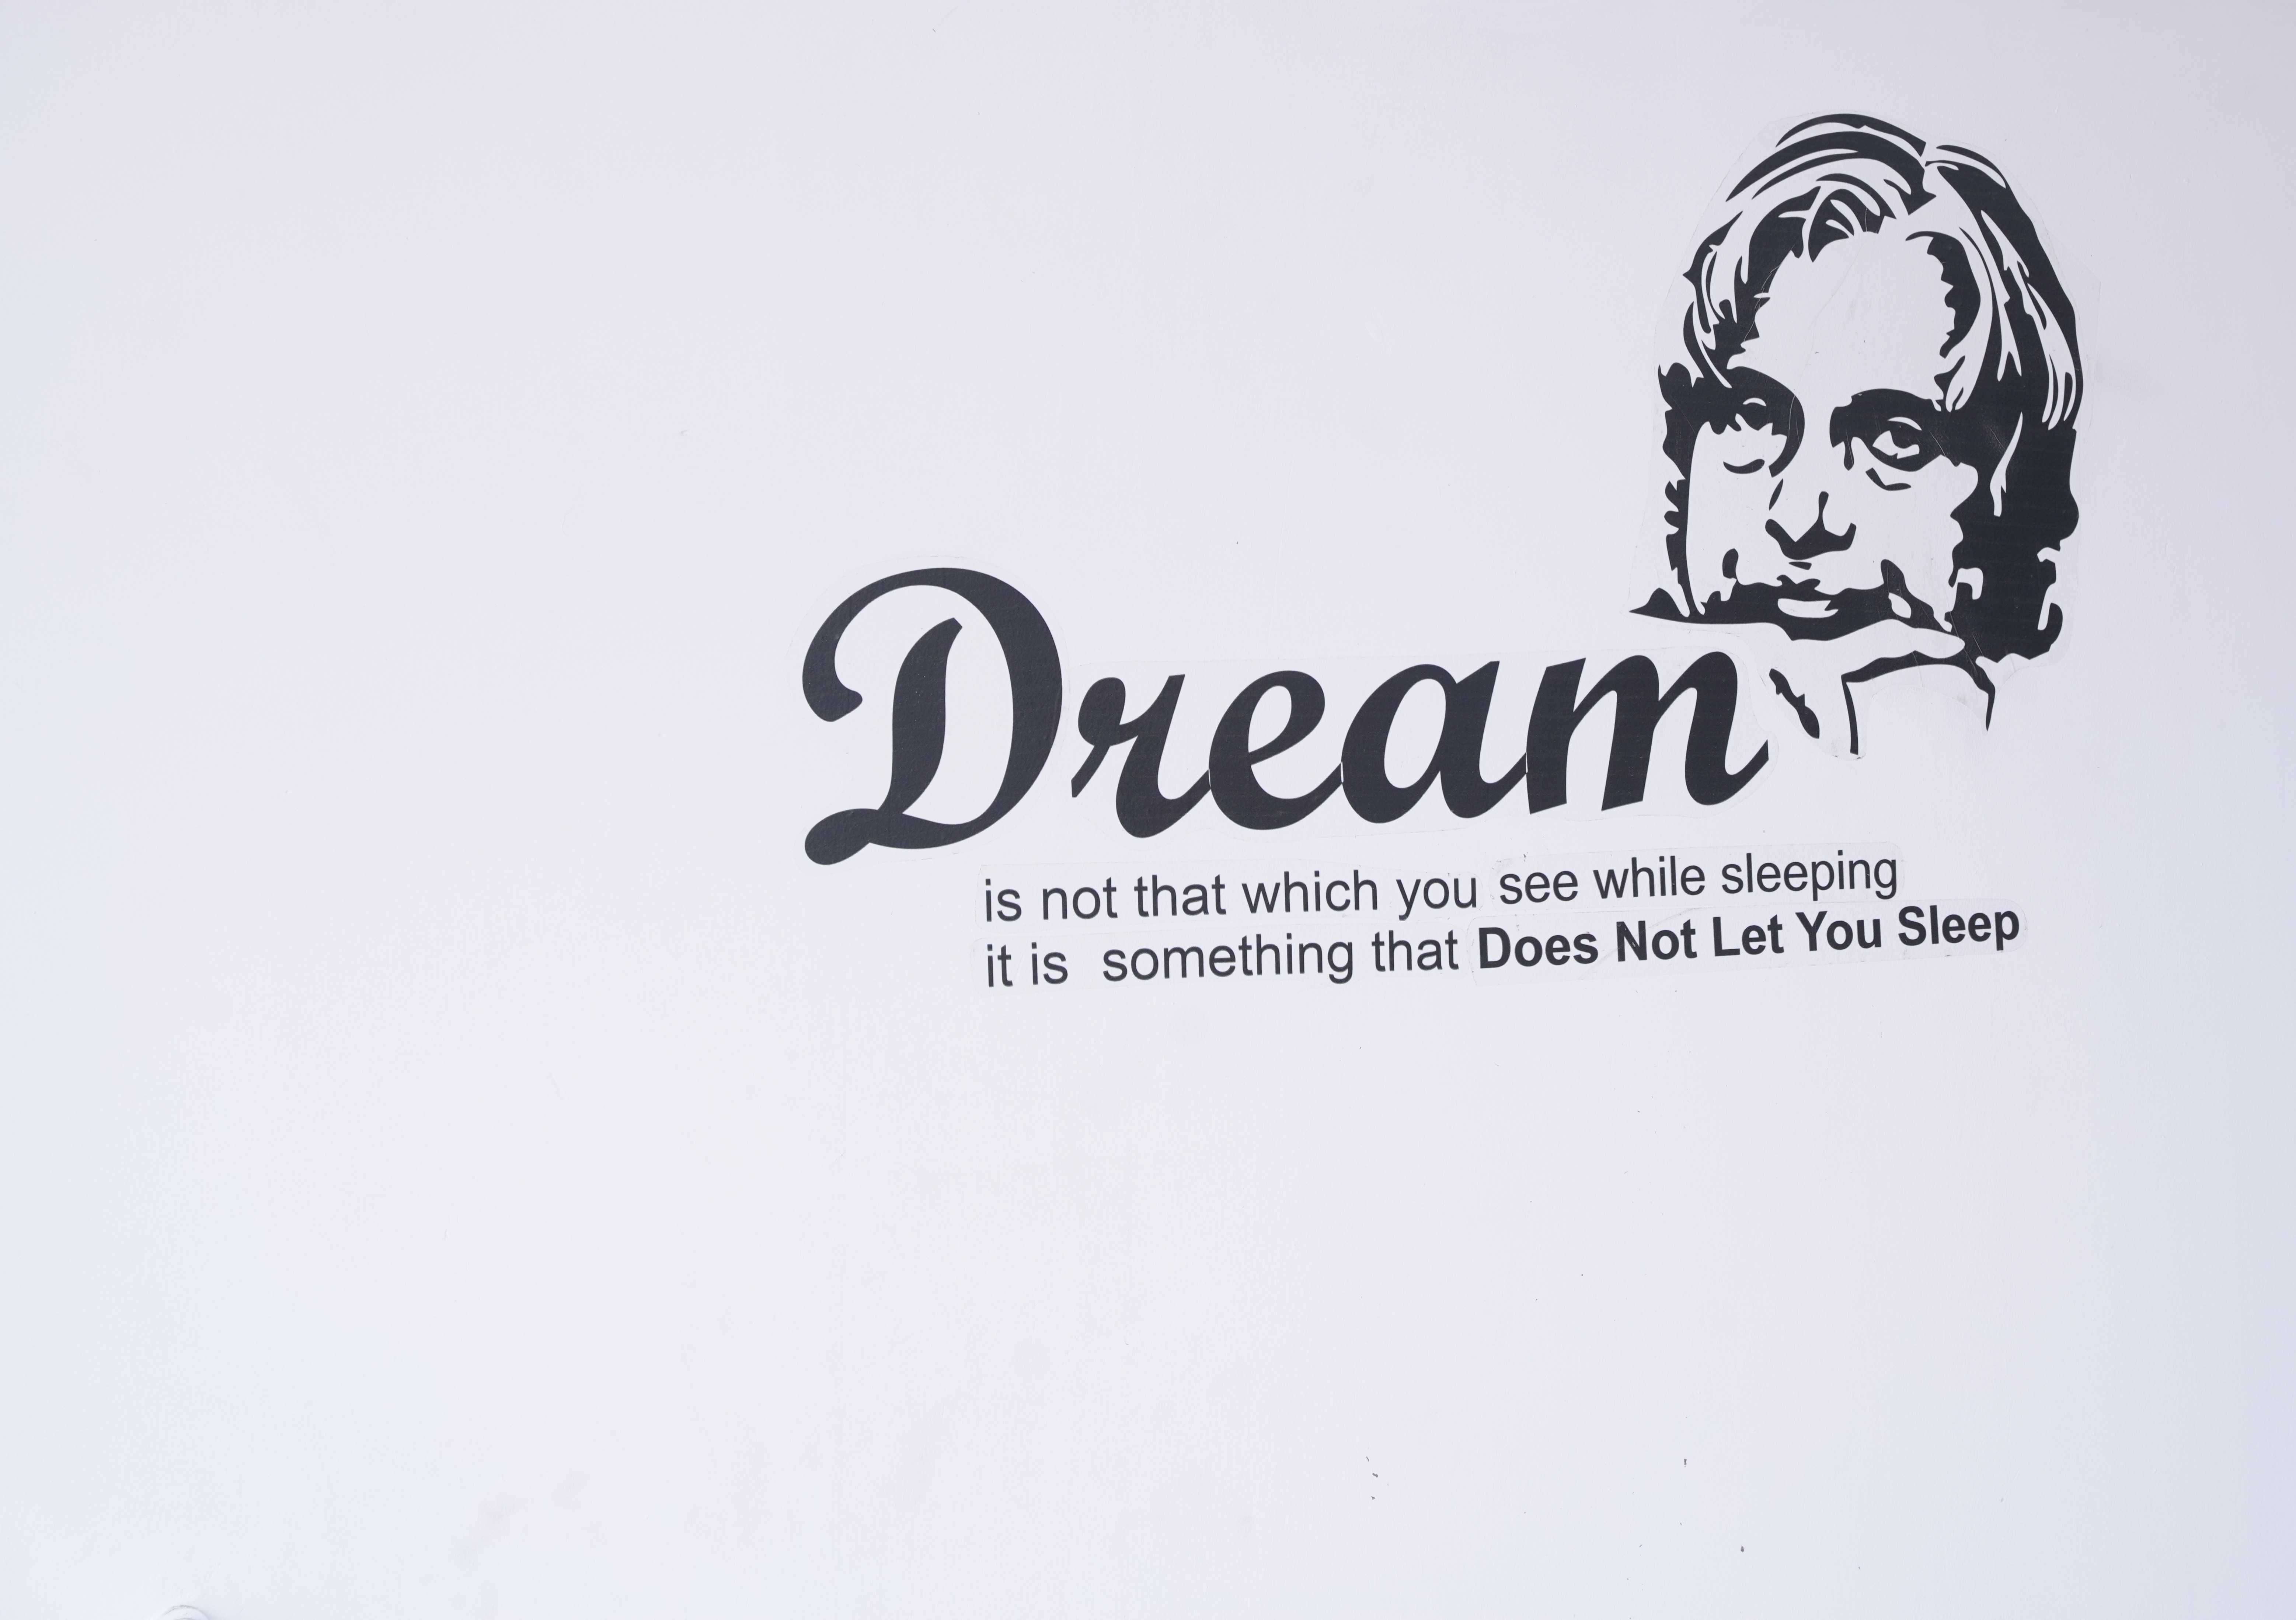 Dream
is not that which you see while sleeping
it is something that Does Not Let You Sleep